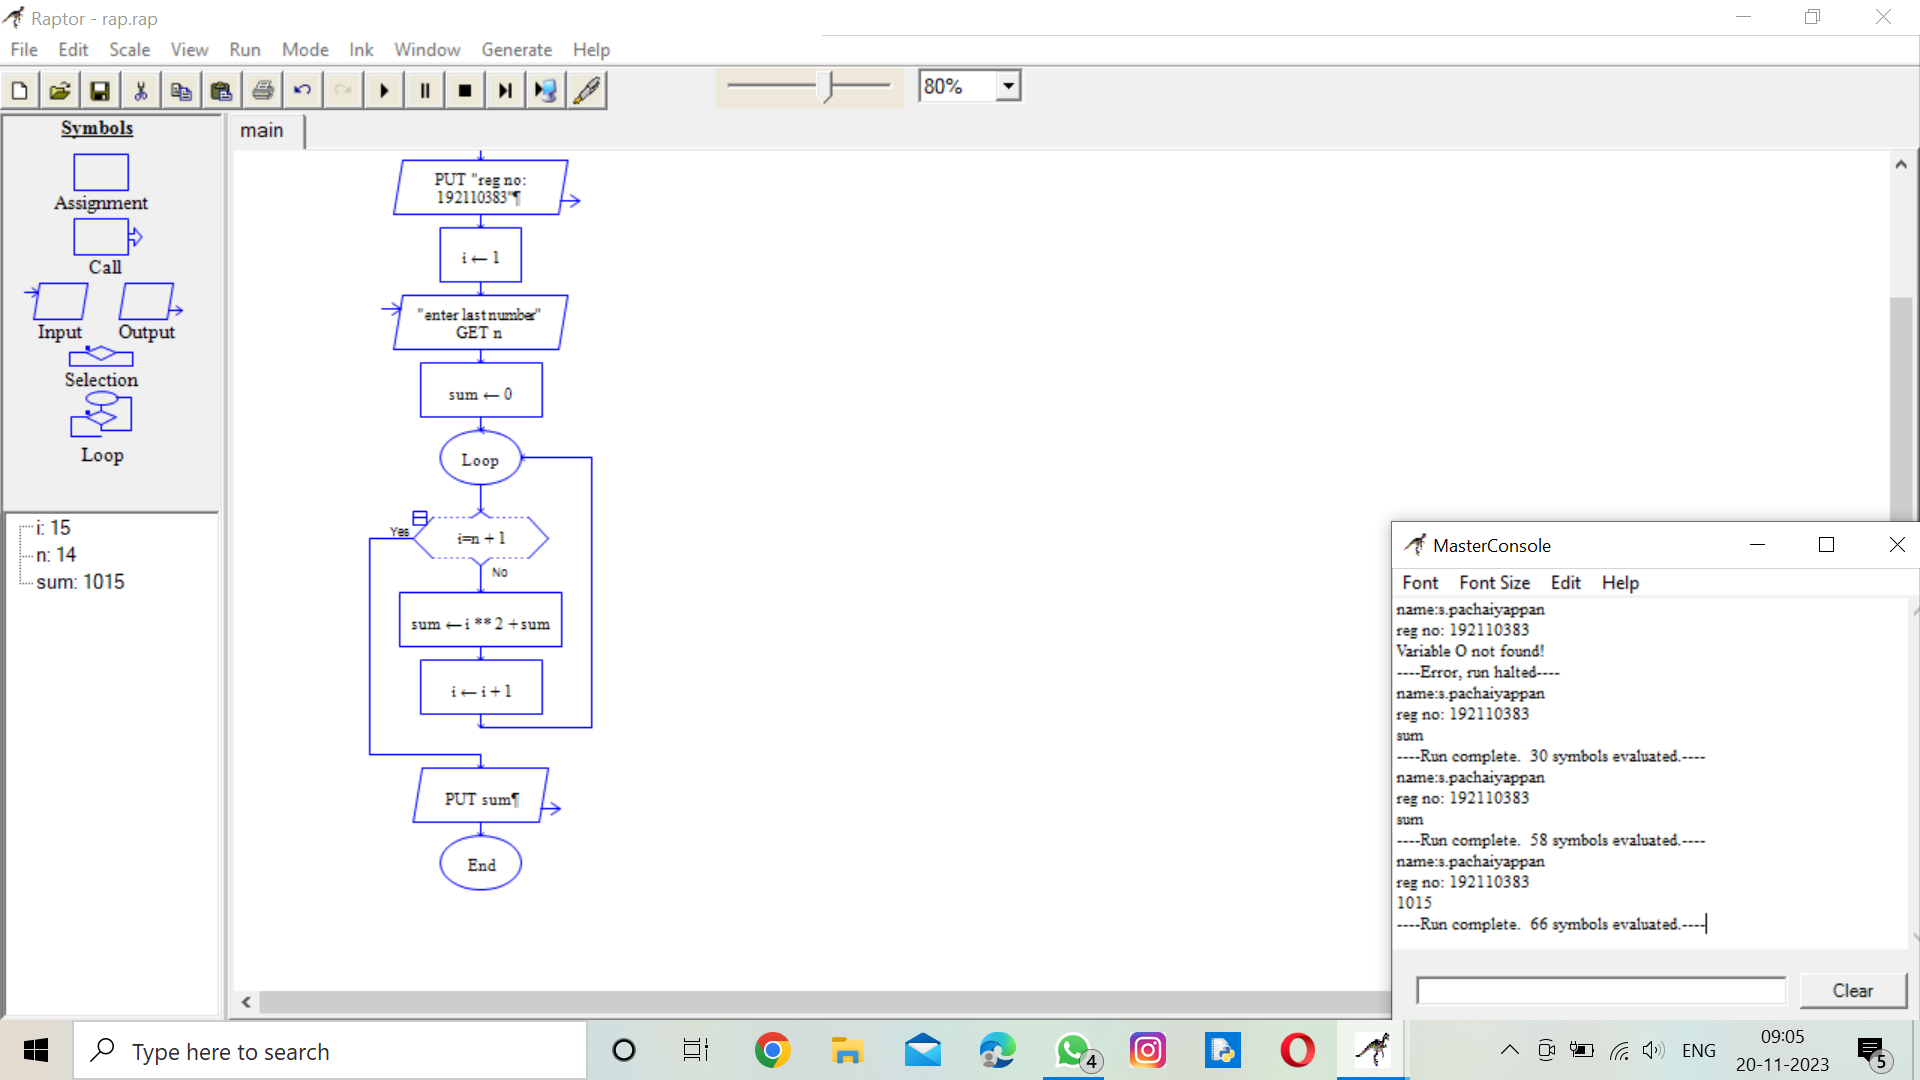 Raptor - rap.rap
File Edit Scale View Run Mode Ink Window Generate Help
80%
Symbols
Assignment
Call
Input Output
Selection
Loop
i: 15
n: 14
sum: 1015
main
PUT "reg no:
192110383"¶
i ← 1
"enter last number"
GET n
sum ← 0
Loop
Yes
i=n + 1
No
sum ← i ** 2 + sum
i ← i + 1
PUT sum¶
End
MasterConsole
Font Font Size Edit Help
name:s.pachaiyappan
reg no: 192110383
Variable O not found!
----Error, run halted----
name:s.pachaiyappan
reg no: 192110383
sum
----Run complete.  30 symbols evaluated.----
name:s.pachaiyappan
reg no: 192110383
sum
----Run complete.  58 symbols evaluated.----
name:s.pachaiyappan
reg no: 192110383
1015
----Run complete.  66 symbols evaluated.----
Clear
Type here to search
4
ENG
09:05
20-11-2023
5